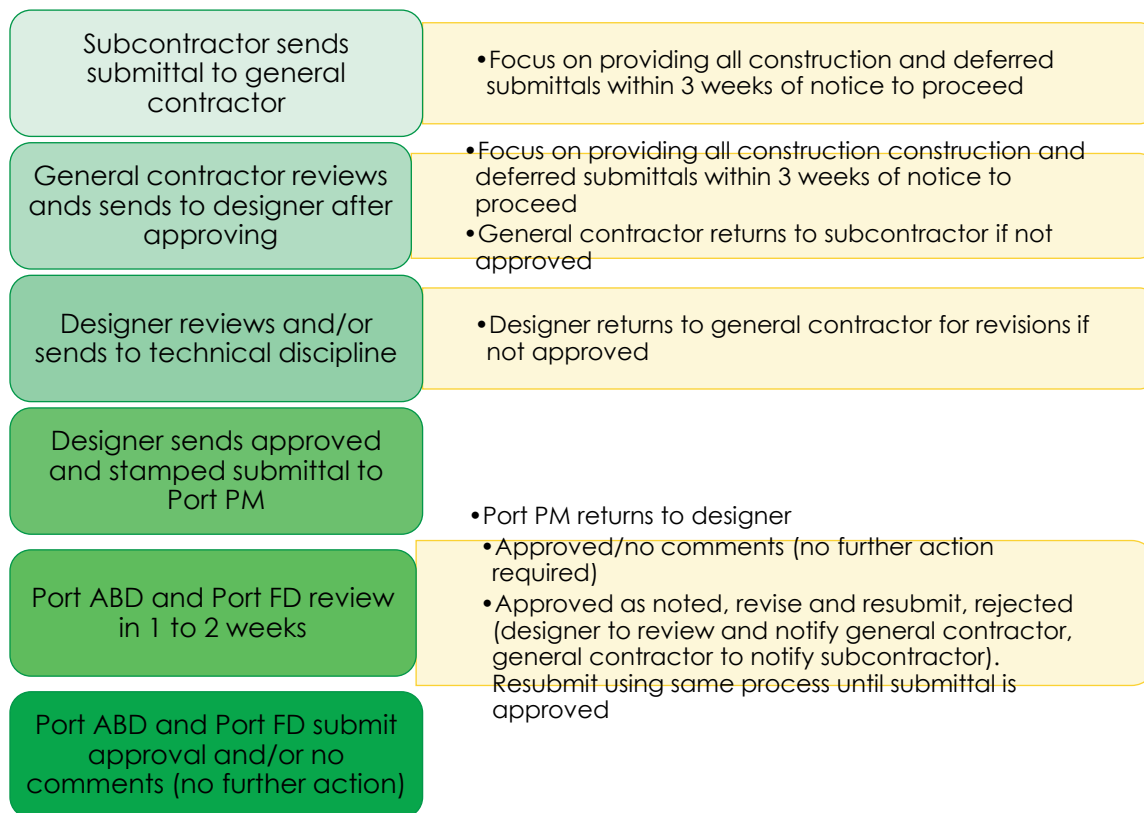 Subcontractor sends
submittal to general
contractor
•Focus on providing all construction and deferred
submittals within 3 weeks of notice to proceed
General contractor reviews
ands sends to designer after
approving
•Focus on providing all construction construction and
deferred submittals within 3 weeks of notice to
proceed
•General contractor returns to subcontractor if not
approved
Designer reviews and/or
sends to technical discipline
•Designer returns to general contractor for revisions if
not approved
Designer sends approved
and stamped submittal to
Port PM
Port ABD and Port FD review
in 1 to 2 weeks
•Port PM returns to designer
•Approved/no comments (no further action
required)
•Approved as noted, revise and resubmit, rejected
(designer to review and notify general contractor,
general contractor to notify subcontractor).
Resubmit using same process until submittal is
approved
Port ABD and Port FD submit
approval and/or no
comments (no further action)